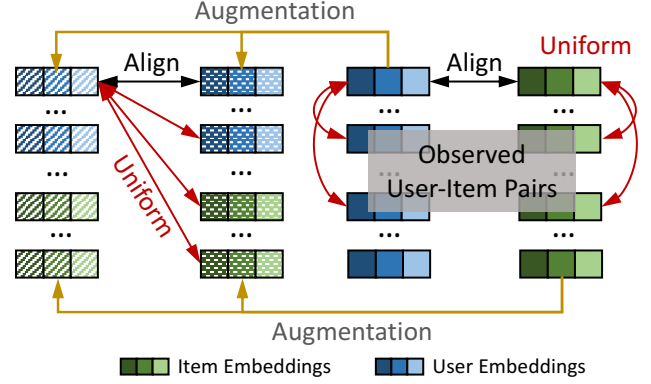 Augmentation
Align
Align
Uniform
...
...
...
...
Uniform
Observed
User-Item Pairs
...
...
...
...
...
...
Augmentation
Item Embeddings
User Embeddings